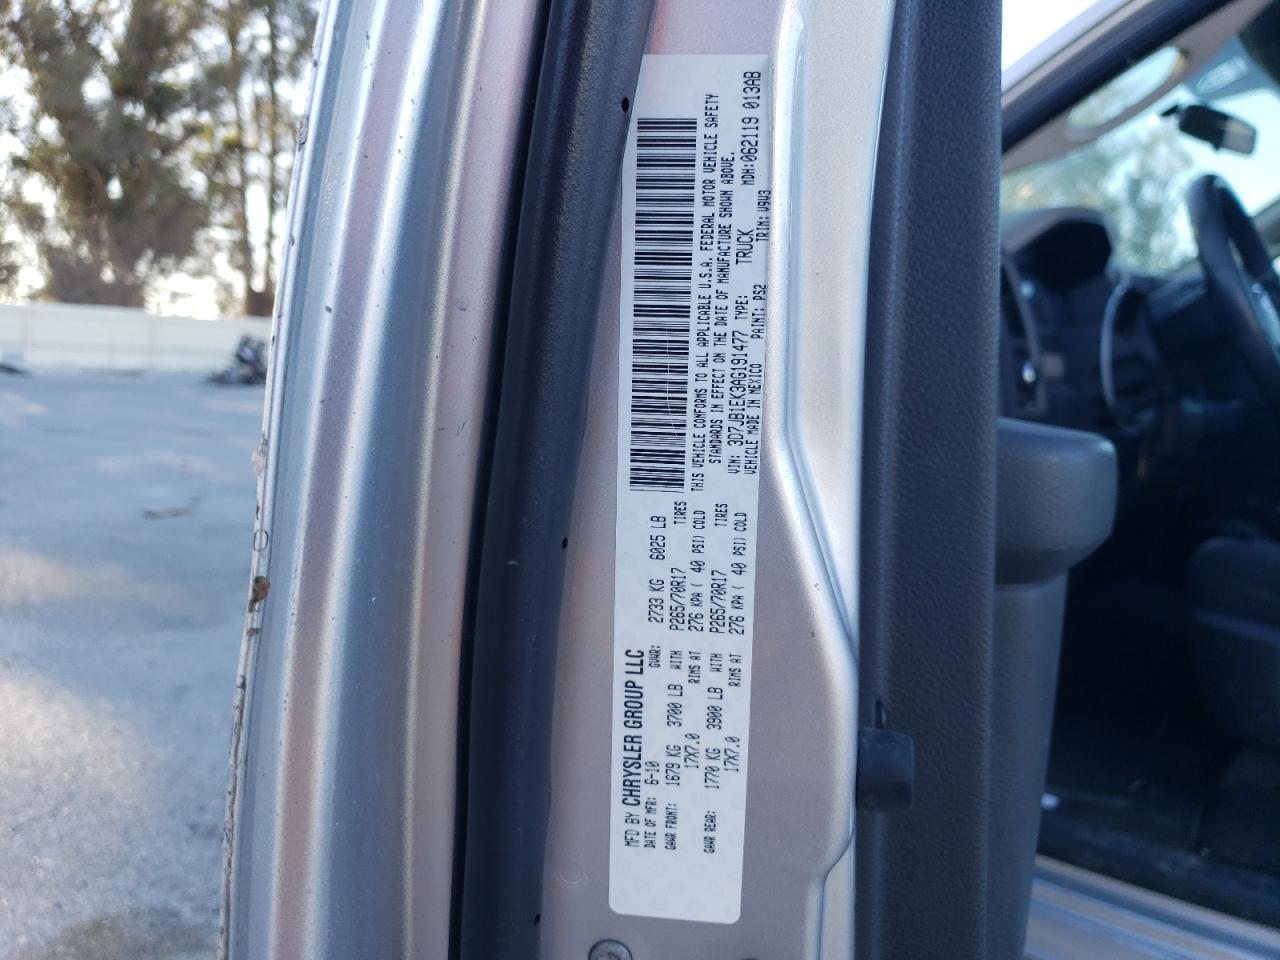 MFD BY CHRYSLER GROUP LLC
DATE OF MFR: 6-10 GVWR: 2733 KG 6025 LB
GAWR FRONT: 1679 KG 3700 LB WITH P265/70R17 TIRES
17X7.0 RIMS AT 276 KPA ( 40 PSI) COLD
GAWR REAR: 1770 KG 3900 LB WITH P265/70R17 TIRES
17X7.0 RIMS AT 276 KPA ( 40 PSI) COLD
THIS VEHICLE CONFORMS TO ALL APPLICABLE U.S.A. FEDERAL MOTOR VEHICLE SAFETY
STANDARDS IN EFFECT ON THE DATE OF MANUFACTURE SHOWN ABOVE.
VIN: 3D7JB1EK3AG191477 TYPE: TRUCK MDH:062119 013AB
VEHICLE MADE IN MEXICO PAINT: PS2 TRIM: V9V3